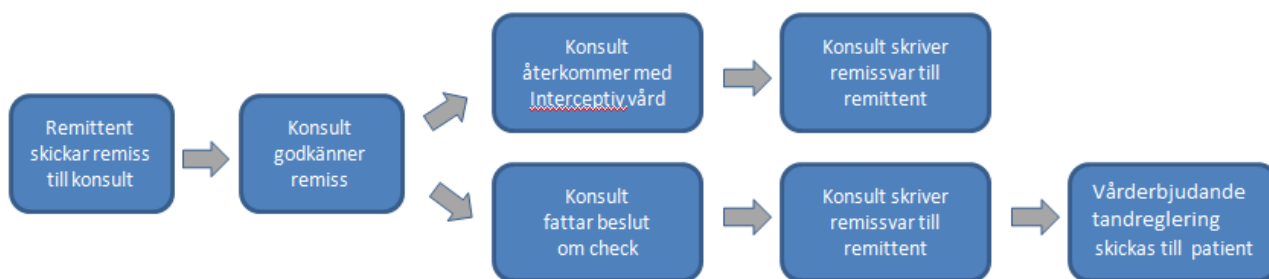 Remittent
skickar remiss
till konsult
Konsult
godkänner
remiss
Konsult
återkommer med
Interceptiv vård
Konsult skriver
remissvar till
remittent
Konsult
fattar beslut
om check
Konsult skriver
remissvar till
remittent
Vårderbjudande
tandreglering
skickas till patient